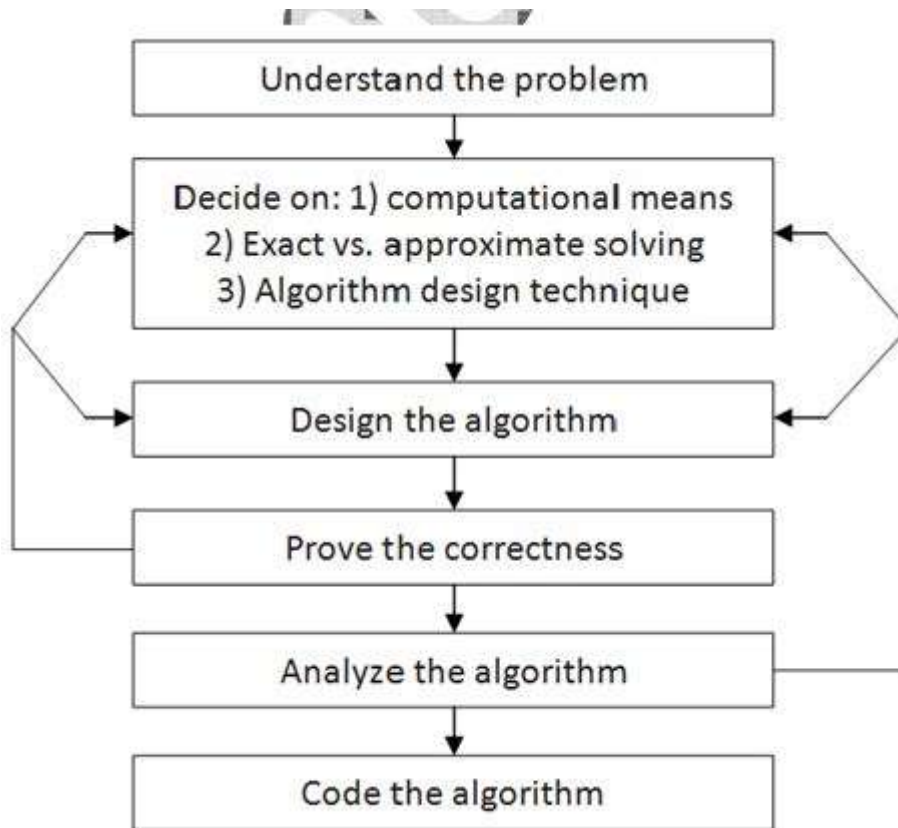 Understand the problem
Decide on: 1) computational means
2) Exact vs. approximate solving
3) Algorithm design technique
Design the algorithm
Prove the correctness
Analyze the algorithm
Code the algorithm